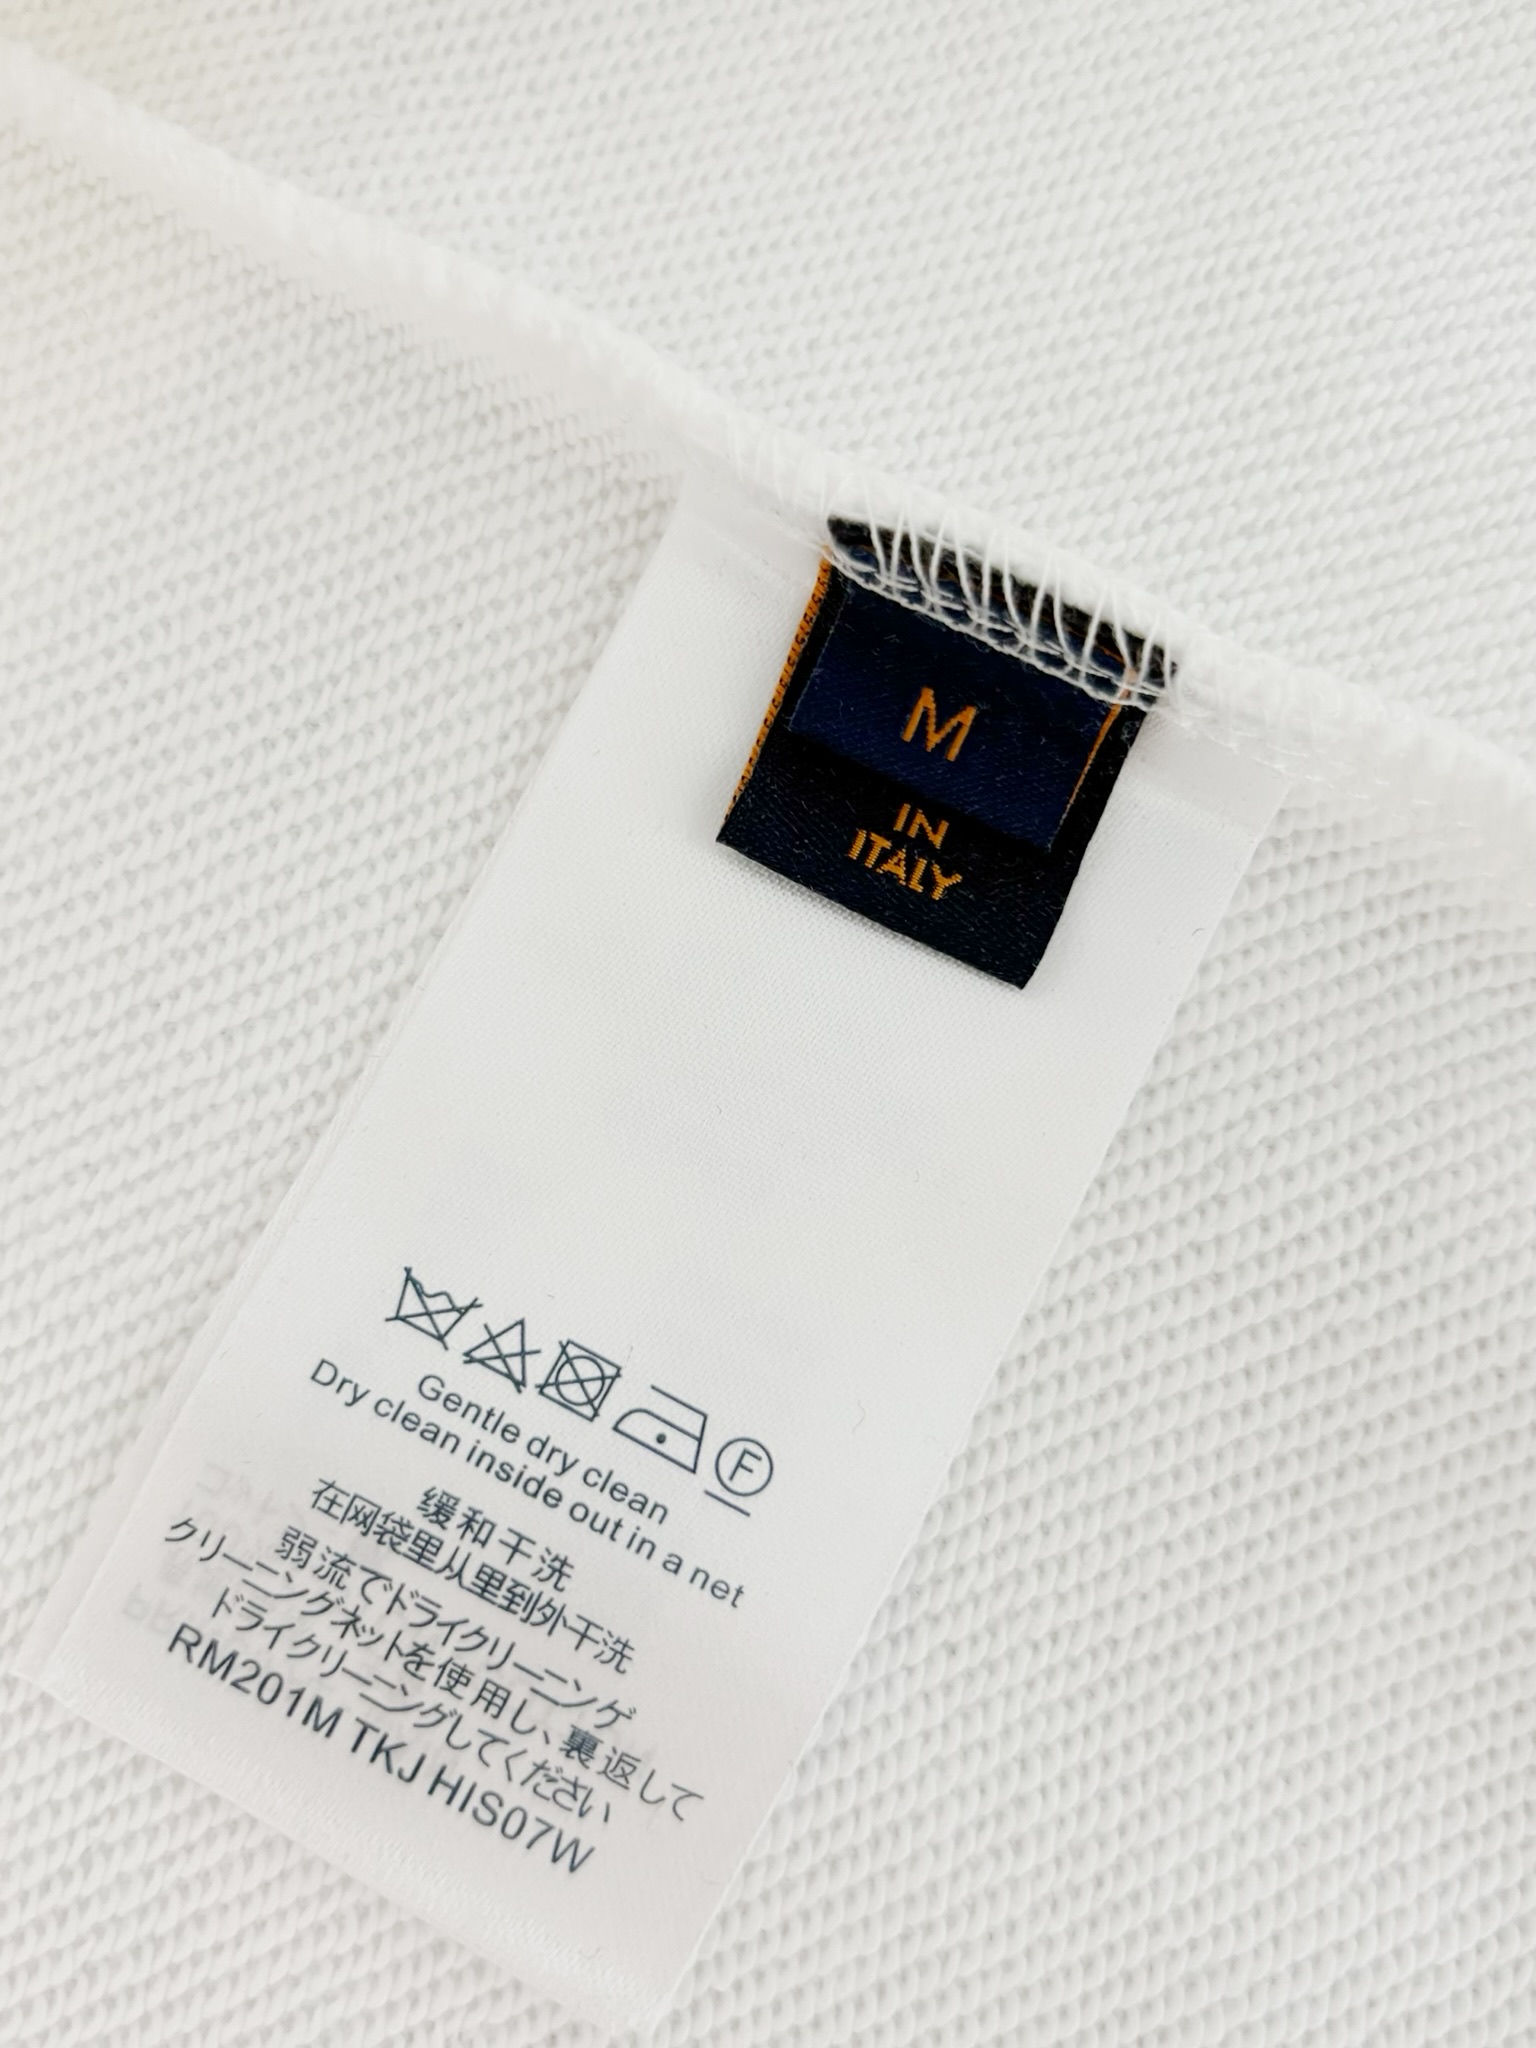 M
IN
ITALY
F
Gentle dry clean
Dry clean inside out in a net
缓和干洗
在网袋里从里到外干洗
弱流でドライクリーニンゲ
クリーニングネットを使用し、裏返して
ドライクリーニングしてください
RM201M TKJ HIS07W